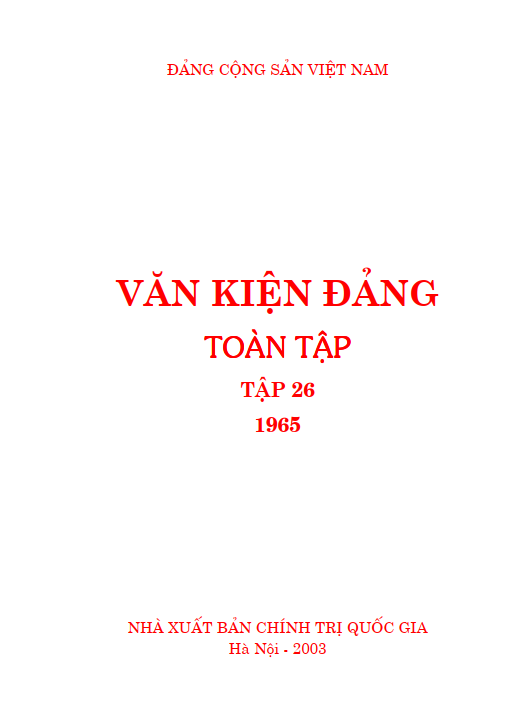 ĐẢNG CỘNG SẢN VIỆT NAM
VĂN KIỆN ĐẢNG
TOÀN TẬP
TẬP 26
1965
NHÀ XUẤT BẢN CHÍNH TRỊ QUỐC GIA
Hà Nội - 2003